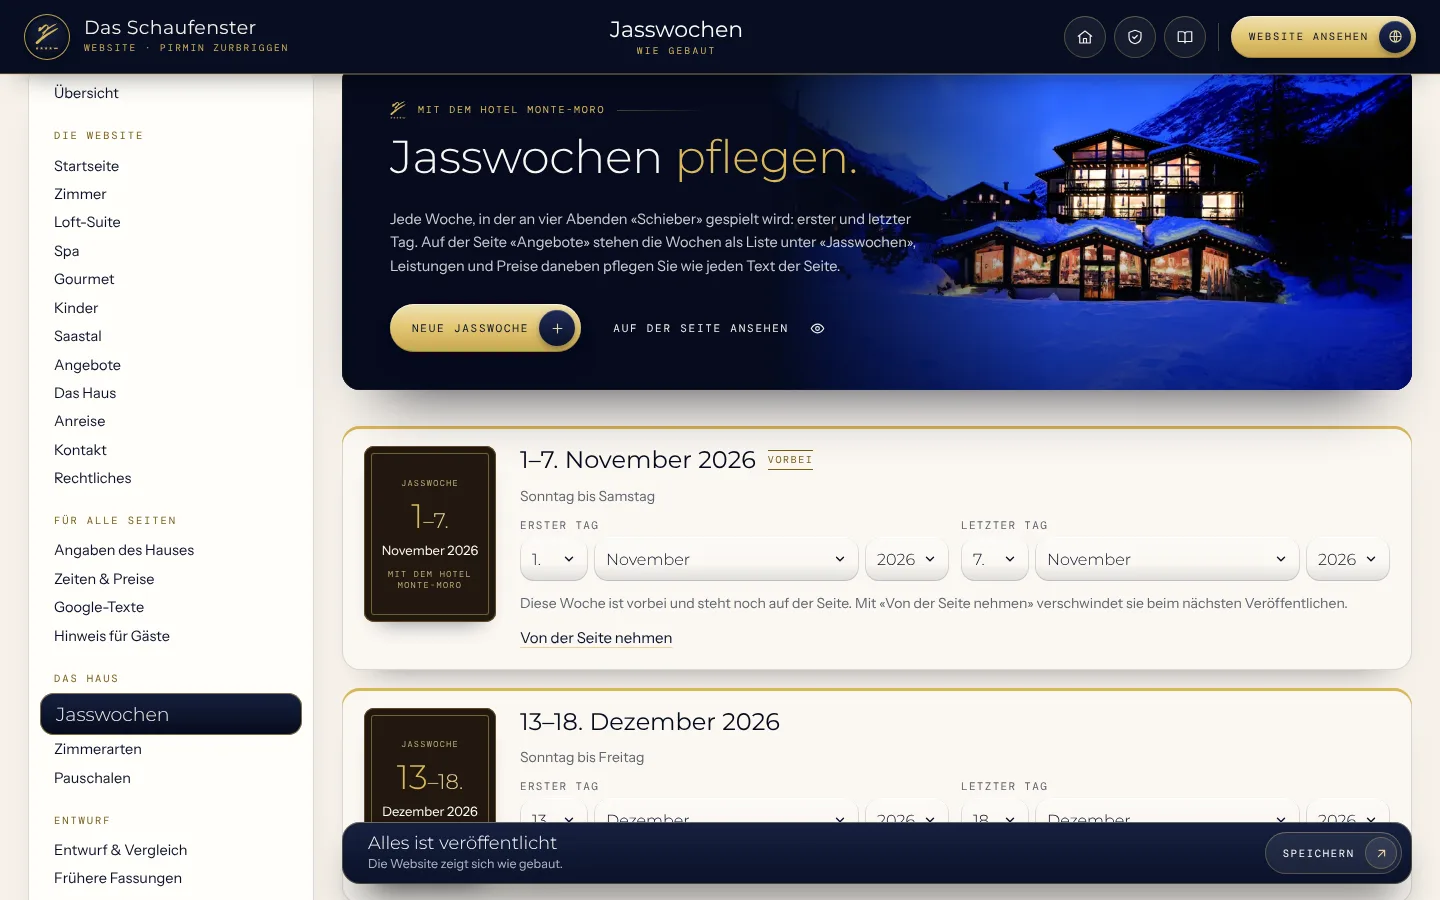 Das Schaufenster
WEBSITE · PIRMIN ZURBRIGGEN
Jasswochen
WIE GEBAUT
WEBSITE ANSEHEN
Übersicht
DIE WEBSITE
Startseite
Zimmer
Loft-Suite
Spa
Gourmet
Kinder
Saastal
Angebote
Das Haus
Anreise
Kontakt
Rechtliches
FÜR ALLE SEITEN
Angaben des Hauses
Zeiten & Preise
Google-Texte
Hinweis für Gäste
DAS HAUS
Jasswochen
Zimmerarten
Pauschalen
ENTWURF
Entwurf & Vergleich
Frühere Fassungen
MIT DEM HOTEL MONTE-MORO
Jasswochen pflegen.
Jede Woche, in der an vier Abenden «Schieber» gespielt wird: erster und letzter
Tag. Auf der Seite «Angebote» stehen die Wochen als Liste unter «Jasswochen»,
Leistungen und Preise daneben pflegen Sie wie jeden Text der Seite.
NEUE JASSWOCHE
AUF DER SEITE ANSEHEN
JASSWOCHE
1–7.
November 2026
MIT DEM HOTEL
MONTE-MORO
1–7. November 2026 VORBEI
Sonntag bis Samstag
ERSTER TAG
1. November 2026
LETZTER TAG
7. November 2026
Diese Woche ist vorbei und steht noch auf der Seite. Mit «Von der Seite nehmen» verschwindet sie beim nächsten Veröffentlichen.
Von der Seite nehmen
JASSWOCHE
13–18.
Dezember 2026
13–18. Dezember 2026
Sonntag bis Freitag
ERSTER TAG
13. Dezember 2026
LETZTER TAG
18. Dezember 2026
Alles ist veröffentlicht
Die Website zeigt sich wie gebaut.
SPEICHERN